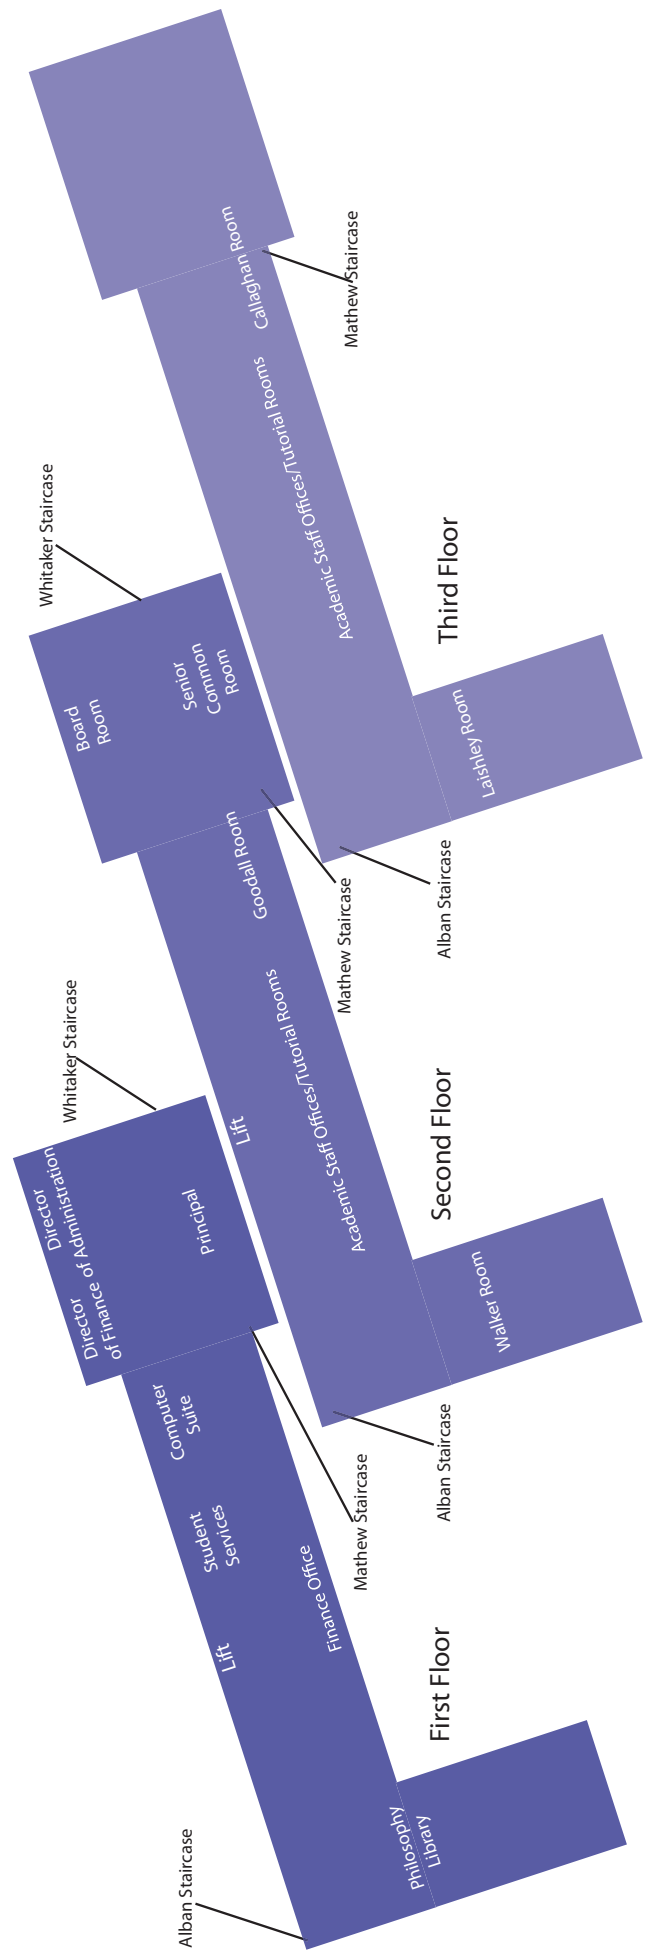 First Floor
Alban Staircase
Philosophy
Library
Lift
Finance Office
Student
Services
Computer
Suite
Mathew Staircase
Director
of Finance
Director
of Administration
Principal
Whitaker Staircase
Second Floor
Alban Staircase
Walker Room
Lift
Academic Staff Offices/Tutorial Rooms
Goodall Room
Mathew Staircase
Board
Room
Senior
Common
Room
Whitaker Staircase
Third Floor
Alban Staircase
Laishley Room
Academic Staff Offices/Tutorial Rooms
Callaghan Room
Mathew Staircase